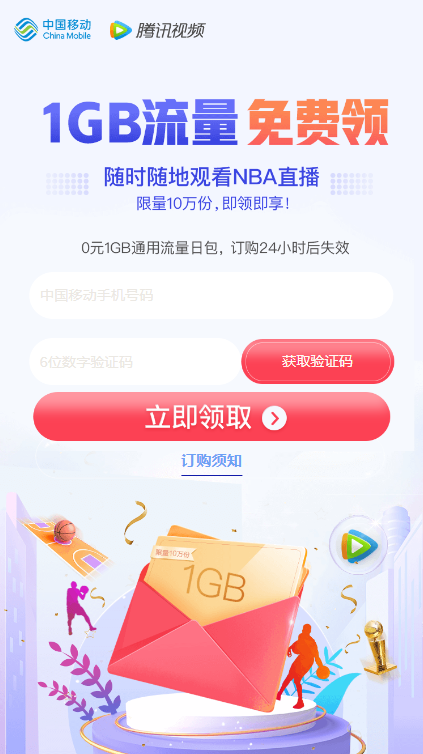 中国移动
China Mobile
腾讯视频
1GB流量 免费领
随时随地观看NBA直播
限量10万份,即领即享!
0元1GB通用流量日包, 订购24小时后失效
中国移动手机号码
6位数字验证码
获取验证码
立即领取
订购须知
限量10万份
1GB